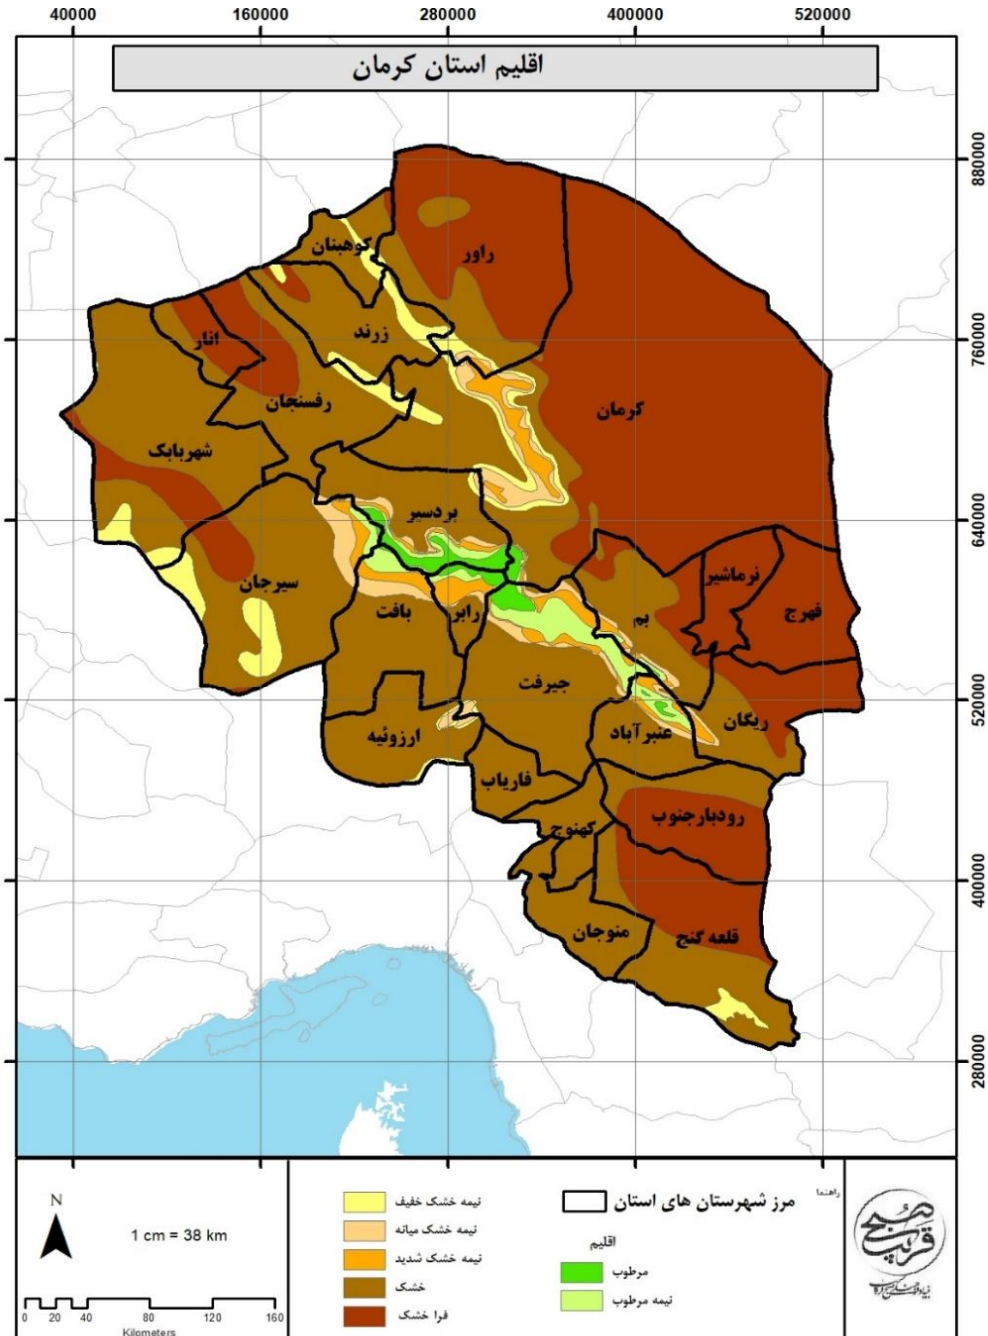 40000 160000 280000 400000 520000
اقلیم استان کرمان
880000
760000
640000
520000
400000
280000
کوهبنان
راور
زرند
انار
رفسنجان
کرمان
شهربابک
بردسیر
نرماشیر
سیرجان
فهرج
بافت
رابر
بم
جیرفت
ریگان
عنبرآباد
ارزوئیه
فاریاب
رودبارجنوب
کهنوج
منوجان
قلعه گنج
راهنما
مرز شهرستان های استان
اقلیم
مرطوب
نیمه مرطوب
نیمه خشک خفیف
نیمه خشک میانه
نیمه خشک شدید
خشک
فرا خشک
N
1 cm = 38 km
0 20 40 80 120 160
Kilometers